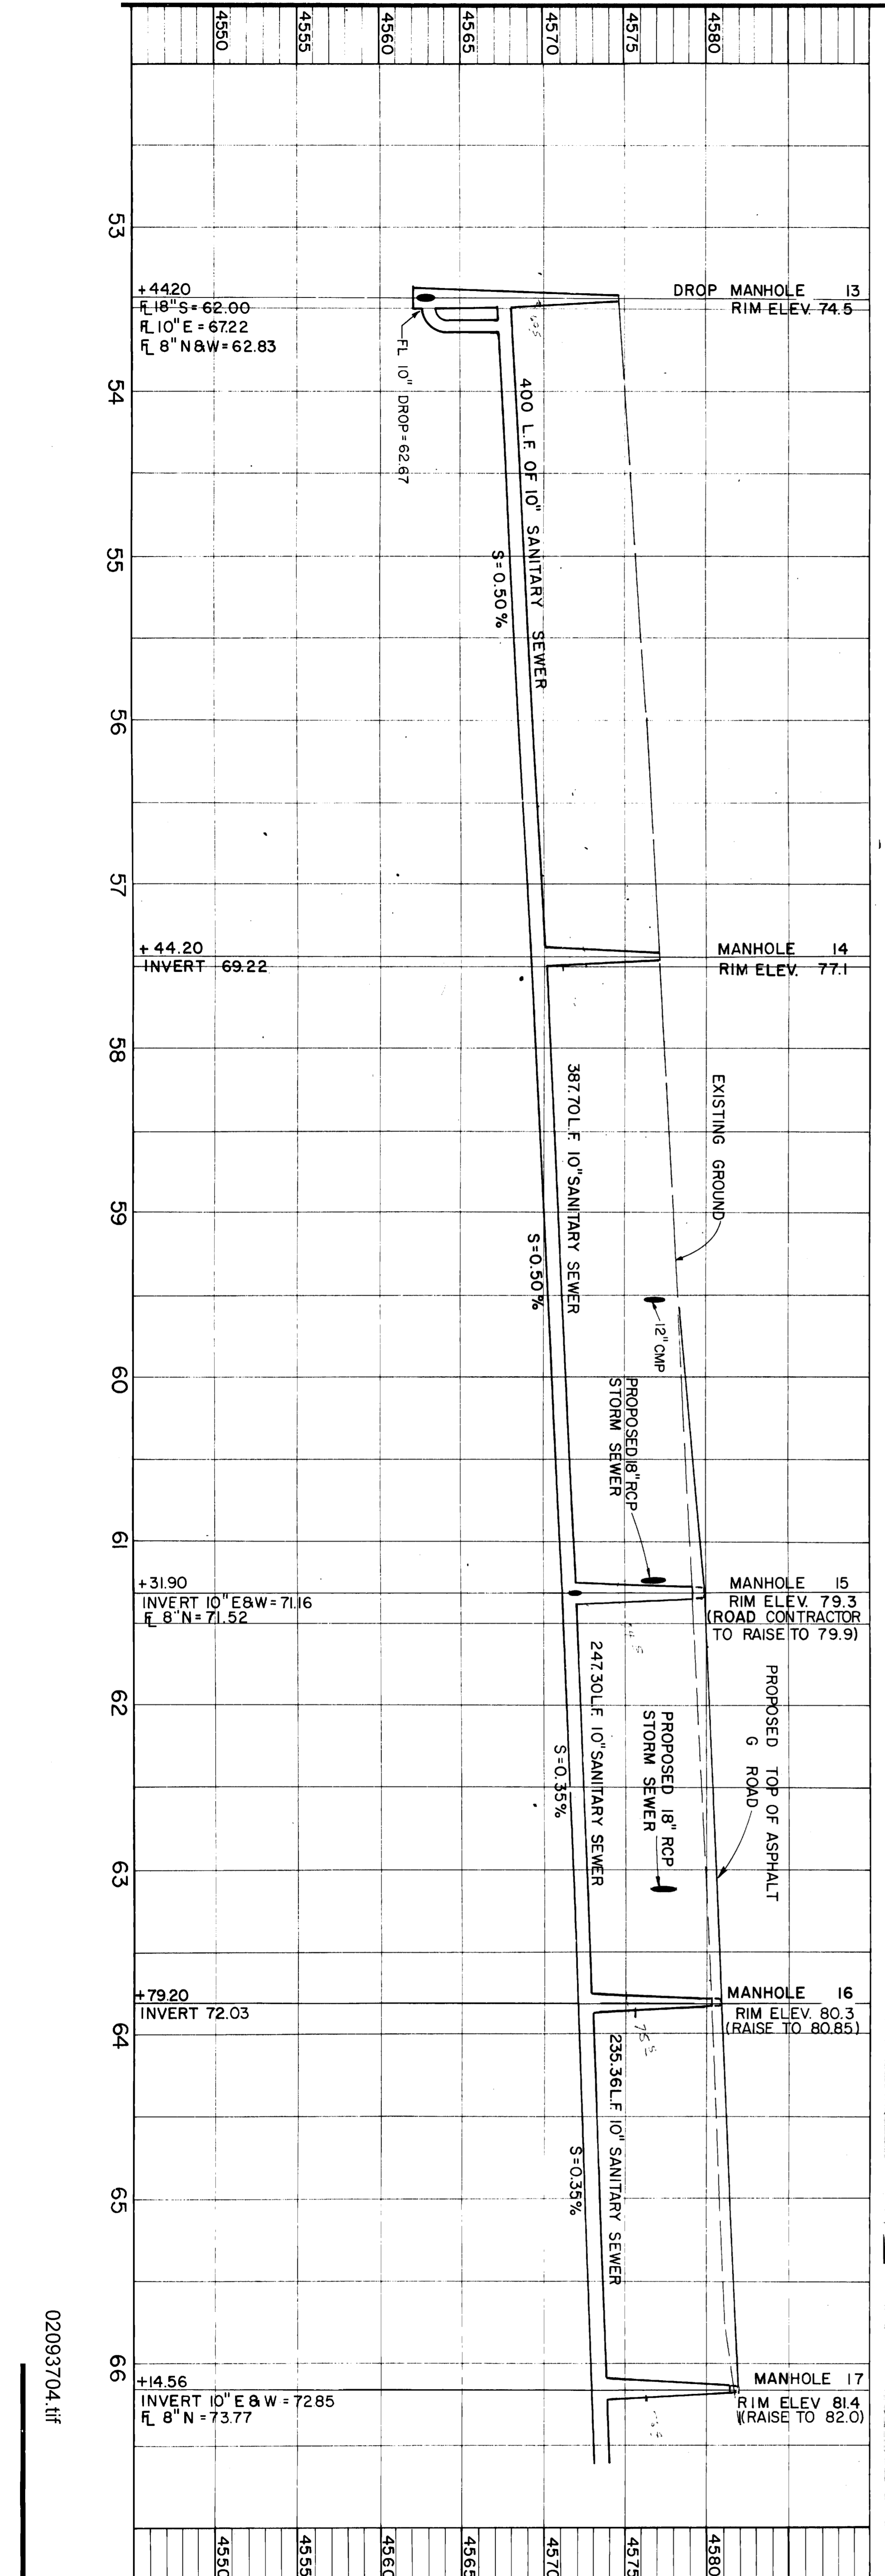 4550
4555
4560
4565
4570
4575
4580
53
54
55
56
57
58
59
60
61
62
63
64
65
66
+44.20
FL 18" S = 62.00
FL 10" E = 67.22
FL 8" N&W = 62.83
DROP MANHOLE 13
RIM ELEV. 74.5
FL 10" DROP = 62.67
400 L.F. OF 10" SANITARY SEWER
S = 0.50%
+ 44.20
INVERT 69.22
MANHOLE 14
RIM ELEV. 77.1
387.70 L.F. 10" SANITARY SEWER
S = 0.50%
EXISTING GROUND
12" CMP
PROPOSED 18" RCP
STORM SEWER
+31.90
INVERT 10" E&W = 71.16
FL 8" N = 71.52
MANHOLE 15
RIM ELEV. 79.3
(ROAD CONTRACTOR
TO RAISE TO 79.9)
247.30 L.F. 10" SANITARY SEWER
S = 0.35%
PROPOSED 18" RCP
STORM SEWER
PROPOSED TOP OF ASPHALT
G ROAD
+79.20
INVERT 72.03
MANHOLE 16
RIM ELEV. 80.3
(RAISE TO 80.85)
235.36 L.F. 10" SANITARY SEWER
S = 0.35%
+14.56
INVERT 10" E & W = 72.85
FL 8" N = 73.77
MANHOLE 17
RIM ELEV 81.4
(RAISE TO 82.0)
4550
4555
4560
4565
4570
4575
4580
02093704.tif